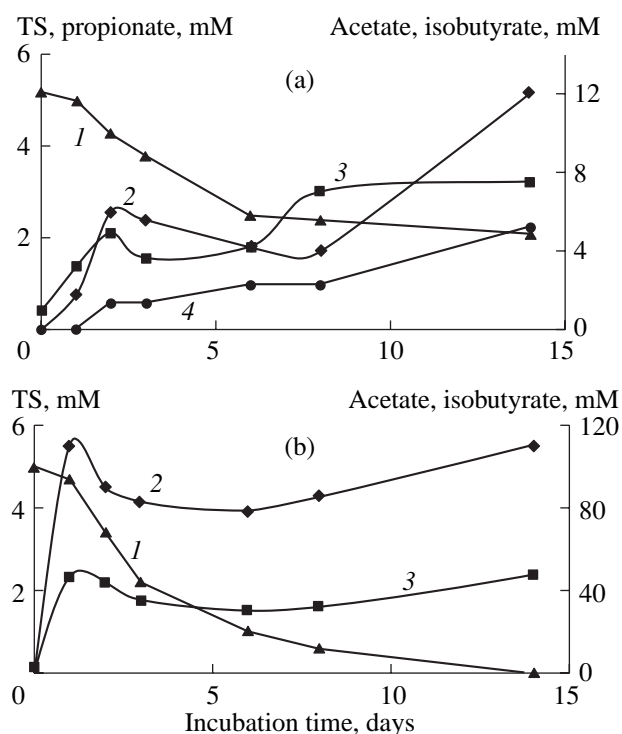 TS, propionate, mM Acetate, isobutyrate, mM
6
(a)
12
1
4
3
8
2
2
4
4
0
0 5 10 15
TS, mM Acetate, isobutyrate, mM
6 120
(b)
2
4 80
1
3
2 40
0
0 5 10 15
Incubation time, days